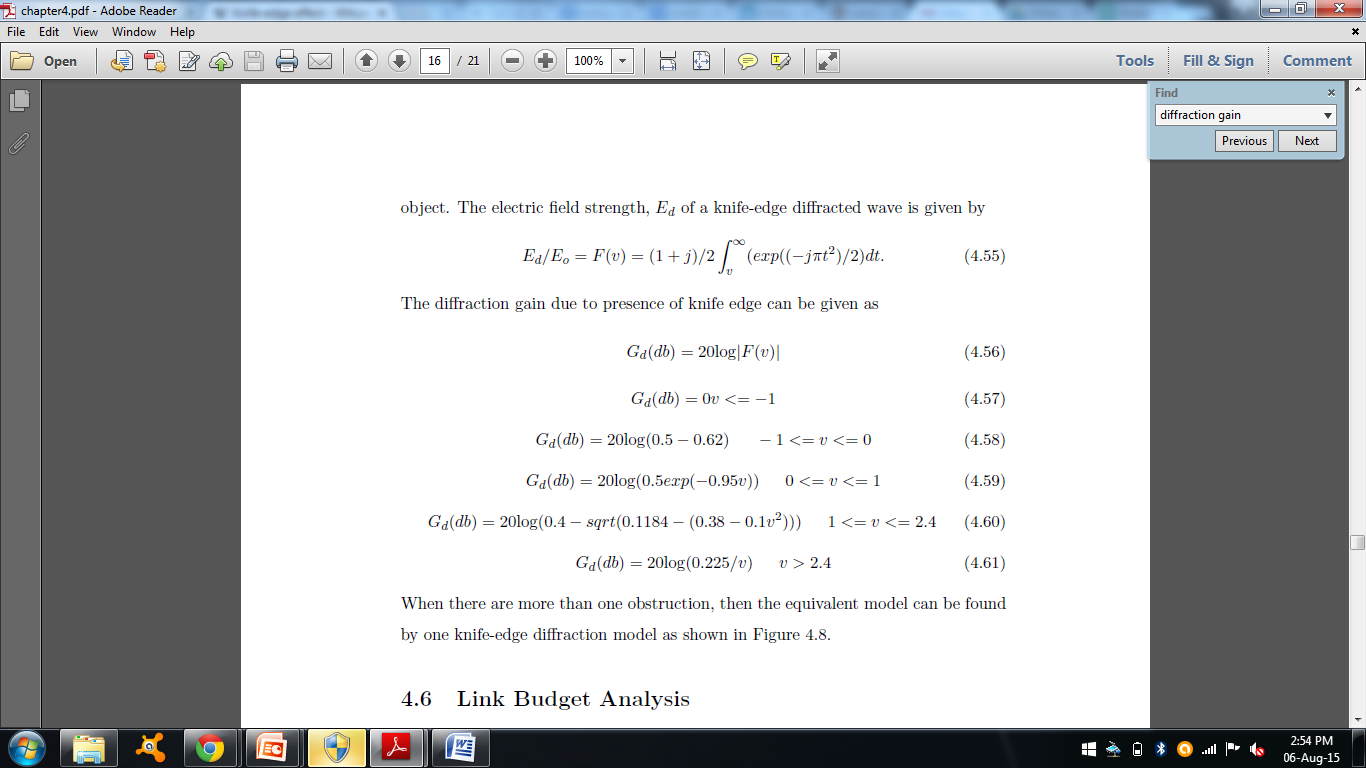 chapter4.pdf - Adobe Reader
File Edit View Window Help
Open 16 / 21 100% Tools Fill & Sign Comment
Find
diffraction gain
Previous Next
object. The electric field strength, E_d of a knife-edge diffracted wave is given by
E_d/E_o = F(v) = (1 + j)/2 ∫_v^∞ (exp((−jπt²)/2)dt. (4.55)
The diffraction gain due to presence of knife edge can be given as
G_d(db) = 20log|F(v)| (4.56)
G_d(db) = 0v <= −1 (4.57)
G_d(db) = 20log(0.5 − 0.62) − 1 <= v <= 0 (4.58)
G_d(db) = 20log(0.5exp(−0.95v)) 0 <= v <= 1 (4.59)
G_d(db) = 20log(0.4 − sqrt(0.1184 − (0.38 − 0.1v²))) 1 <= v <= 2.4 (4.60)
G_d(db) = 20log(0.225/v) v > 2.4 (4.61)
When there are more than one obstruction, then the equivalent model can be found
by one knife-edge diffraction model as shown in Figure 4.8.
4.6 Link Budget Analysis
2:54 PM
06-Aug-15